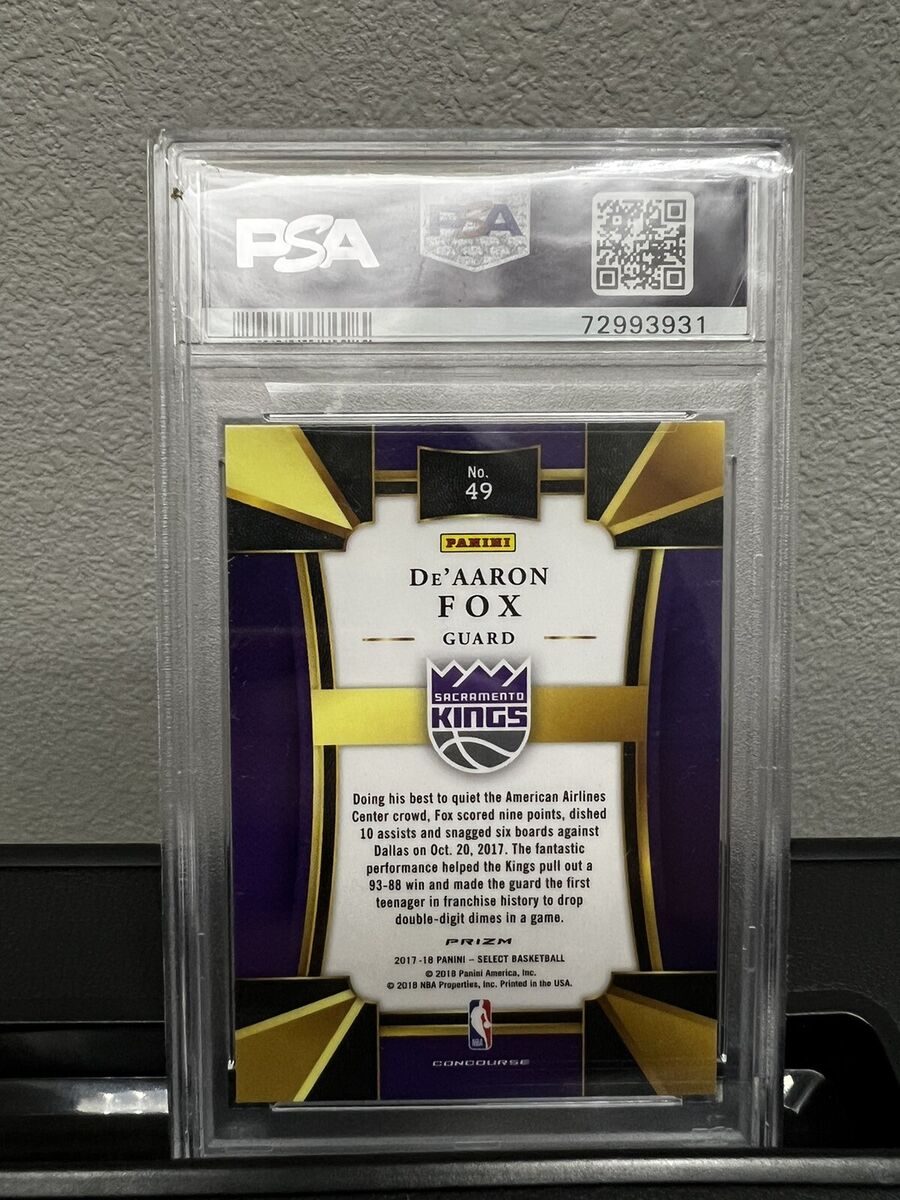 PSA
PSA
72993931
No.
49
PANINI
DE'AARON
FOX
GUARD
SACRAMENTO
KINGS
Doing his best to quiet the American Airlines
Center crowd, Fox scored nine points, dished
10 assists and snagged six boards against
Dallas on Oct. 20, 2017. The fantastic
performance helped the Kings pull out a
93-88 win and made the guard the first
teenager in franchise history to drop
double-digit dimes in a game.
PRIZM
2017-18 PANINI – SELECT BASKETBALL
© 2018 Panini America, Inc.
© 2018 NBA Properties, Inc. Printed in the USA.
NBA
CONCOURSE